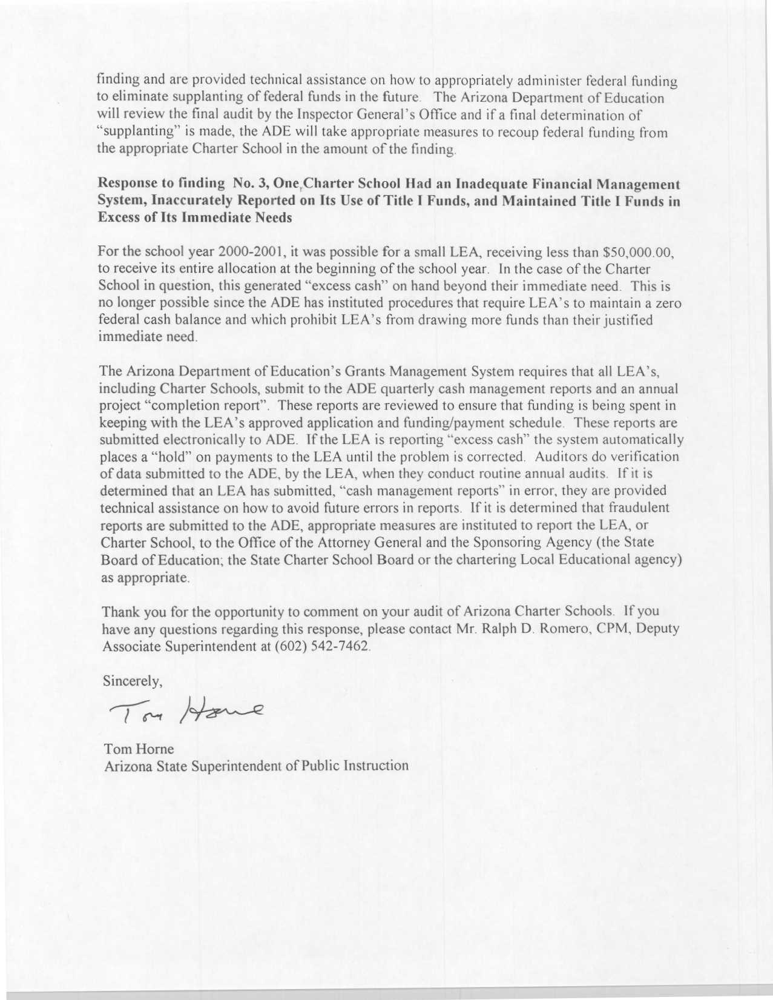 finding and are provided technical assistance on how to appropriately administer federal funding
to eliminate supplanting of federal funds in the future. The Arizona Department of Education
will review the final audit by the Inspector General's Office and if a final determination of
“supplanting” is made, the ADE will take appropriate measures to recoup federal funding from
the appropriate Charter School in the amount of the finding.
Response to finding No. 3, One Charter School Had an Inadequate Financial Management
System, Inaccurately Reported on Its Use of Title I Funds, and Maintained Title I Funds in
Excess of Its Immediate Needs
For the school year 2000-2001, it was possible for a small LEA, receiving less than $50,000.00,
to receive its entire allocation at the beginning of the school year. In the case of the Charter
School in question, this generated “excess cash” on hand beyond their immediate need. This is
no longer possible since the ADE has instituted procedures that require LEA's to maintain a zero
federal cash balance and which prohibit LEA's from drawing more funds than their justified
immediate need.
The Arizona Department of Education's Grants Management System requires that all LEA's,
including Charter Schools, submit to the ADE quarterly cash management reports and an annual
project “completion report”. These reports are reviewed to ensure that funding is being spent in
keeping with the LEA's approved application and funding/payment schedule. These reports are
submitted electronically to ADE. If the LEA is reporting “excess cash” the system automatically
places a “hold” on payments to the LEA until the problem is corrected. Auditors do verification
of data submitted to the ADE, by the LEA, when they conduct routine annual audits. If it is
determined that an LEA has submitted, “cash management reports” in error, they are provided
technical assistance on how to avoid future errors in reports. If it is determined that fraudulent
reports are submitted to the ADE, appropriate measures are instituted to report the LEA, or
Charter School, to the Office of the Attorney General and the Sponsoring Agency (the State
Board of Education; the State Charter School Board or the chartering Local Educational agency)
as appropriate.
Thank you for the opportunity to comment on your audit of Arizona Charter Schools. If you
have any questions regarding this response, please contact Mr. Ralph D. Romero, CPM, Deputy
Associate Superintendent at (602) 542-7462.
Sincerely,
Tom Horne
Tom Horne
Arizona State Superintendent of Public Instruction